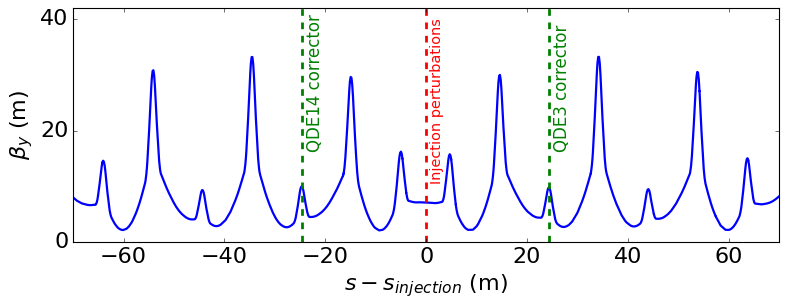 40
20
0
β_y (m)
QDE14 corrector
Injection perturbations
QDE3 corrector
−60 −40 −20 0 20 40 60
s − s_injection (m)